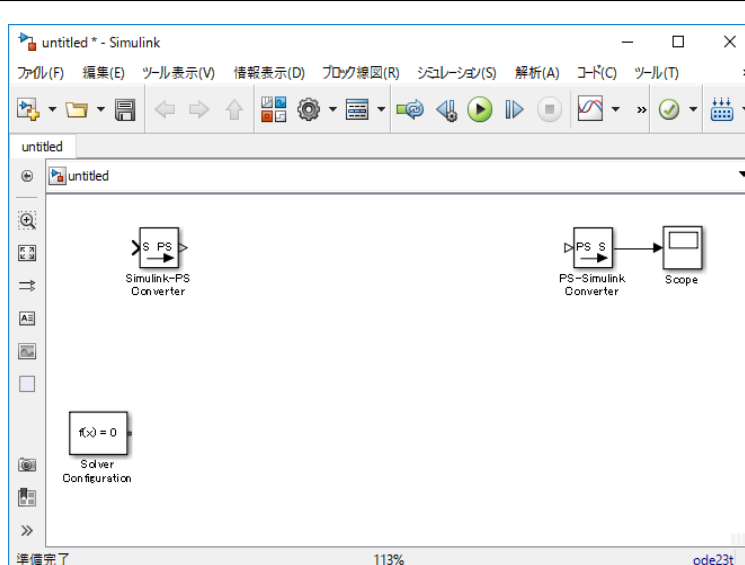 untitled * - Simulink
ファイル(F) 編集(E) ツール表示(V) 情報表示(D) ブロック線図(R) シミュレーション(S) 解析(A) コード(C) ツール(T)
untitled
untitled
S PS
Simulink-PS
Converter
PS S
PS-Simulink
Converter
Scope
f(x) = 0
Solver
Configuration
準備完了 113% ode23t